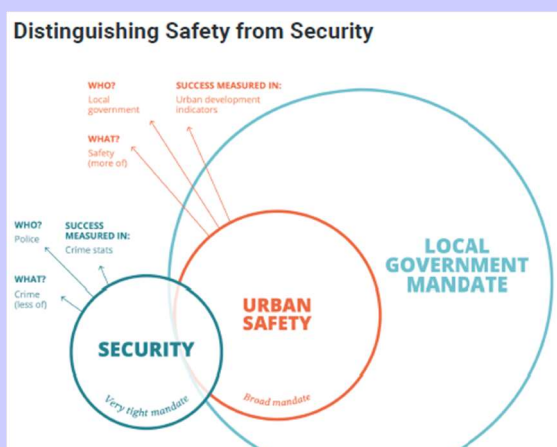 Distinguishing Safety from Security
WHO?
Local
government
SUCCESS MEASURED IN:
Urban development
indicators
WHAT?
Safety
(more of)
WHO?
Police
SUCCESS
MEASURED IN:
Crime stats
WHAT?
Crime
(less of)
LOCAL
GOVERNMENT
MANDATE
URBAN
SAFETY
Broad mandate
SECURITY
Very tight mandate